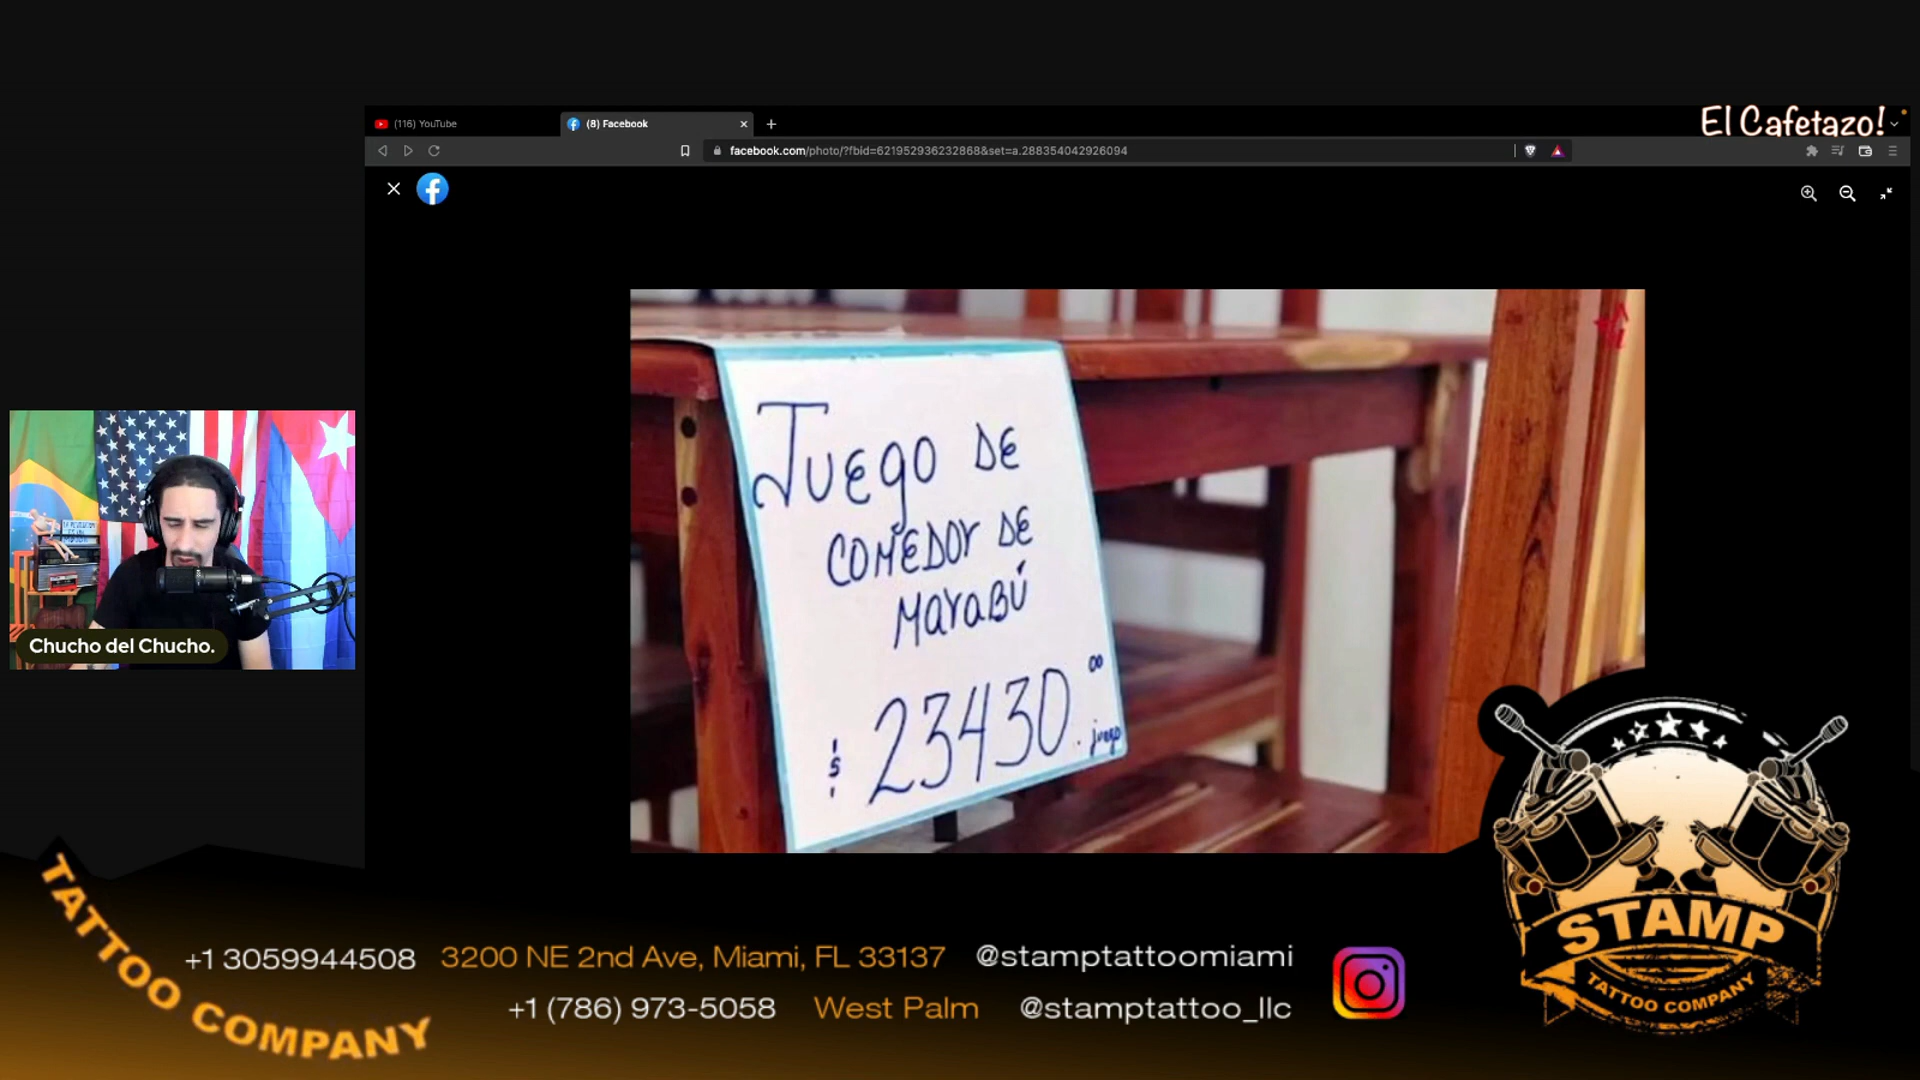 El Cafetazo!
(116) YouTube
(8) Facebook
facebook.com/photo/?fbid=621952936232868&set=a.288354042926094
JUEGO DE
COMEDOR DE
MARABÚ
$ 23430.00 juego
Chucho del Chucho.
TATTOO COMPANY
+1 3059944508 3200 NE 2nd Ave, Miami, FL 33137 @stamptattoomiami
+1 (786) 973-5058 West Palm @stamptattoo_llc
STAMP
TATTOO COMPANY